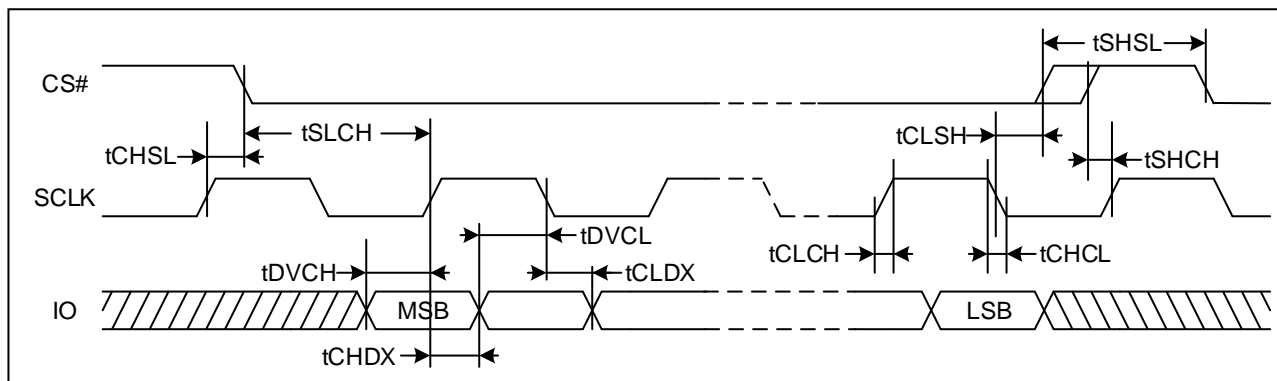 tSHSL
CS#
tSLCH
tCLSH
tCHSL
tSHCH
SCLK
tDVCL
tCLCH
tCHCL
tDVCH
tCLDX
IO
MSB
LSB
tCHDX